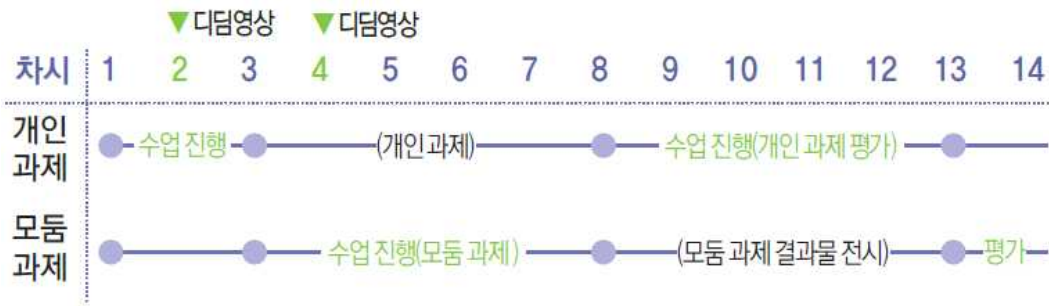 ▼디딤영상 ▼디딤영상
차시 1 2 3 4 5 6 7 8 9 10 11 12 13 14
개인 과제 수업 진행 (개인 과제) 수업 진행(개인 과제 평가)
모둠 과제 수업 진행(모둠 과제) (모둠 과제 결과물 전시) 평가